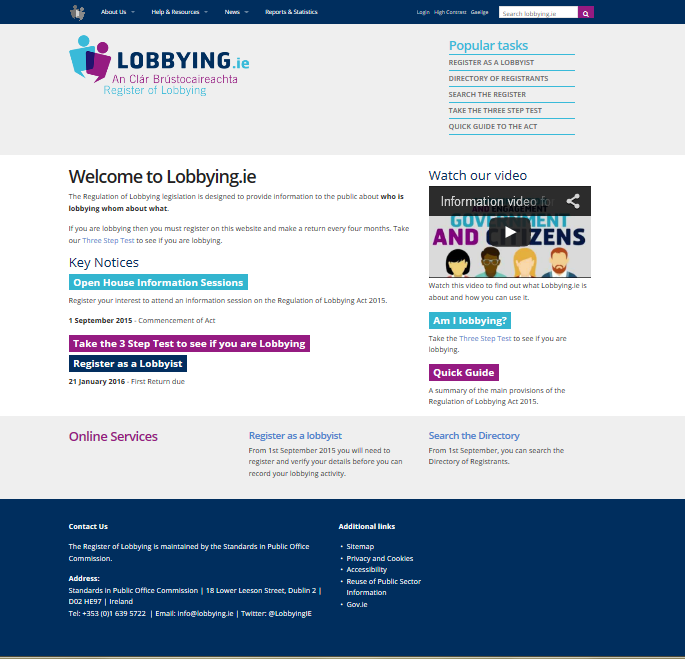 About Us
Help & Resources
News
Reports & Statistics
Login
High Contrast
Gaeilge
Search lobbying.ie
LOBBYING.ie
An Clár Brústocaireachta
Register of Lobbying
Popular tasks
REGISTER AS A LOBBYIST
DIRECTORY OF REGISTRANTS
SEARCH THE REGISTER
TAKE THE THREE STEP TEST
QUICK GUIDE TO THE ACT
Welcome to Lobbying.ie
The Regulation of Lobbying legislation is designed to provide information to the public about who is
lobbying whom about what.
If you are lobbying then you must register on this website and make a return every four months. Take
our Three Step Test to see if you are lobbying.
Key Notices
Open House Information Sessions
Register your interest to attend an information session on the Regulation of Lobbying Act 2015.
1 September 2015 - Commencement of Act
Take the 3 Step Test to see if you are Lobbying
Register as a Lobbyist
21 January 2016 - First Return due
Watch our video
Information video for
GOVERNMENT
AND CITIZENS
Watch this video to find out what Lobbying.ie is
about and how you can use it.
Am I lobbying?
Take the Three Step Test to see if you are
lobbying.
Quick Guide
A summary of the main provisions of the
Regulation of Lobbying Act 2015.
Online Services
Register as a lobbyist
From 1st September 2015 you will need to
register and verify your details before you can
record your lobbying activity.
Search the Directory
From 1st September, you can search the
Directory of Registrants.
Contact Us
The Register of Lobbying is maintained by the Standards in Public Office
Commission.
Address:
Standards in Public Office Commission | 18 Lower Leeson Street, Dublin 2 |
D02 HE97 | Ireland
Tel: +353 (0)1 639 5722 | Email: info@lobbying.ie | Twitter: @LobbyingIE
Additional links
• Sitemap
• Privacy and Cookies
• Accessibility
• Reuse of Public Sector
Information
• Gov.ie